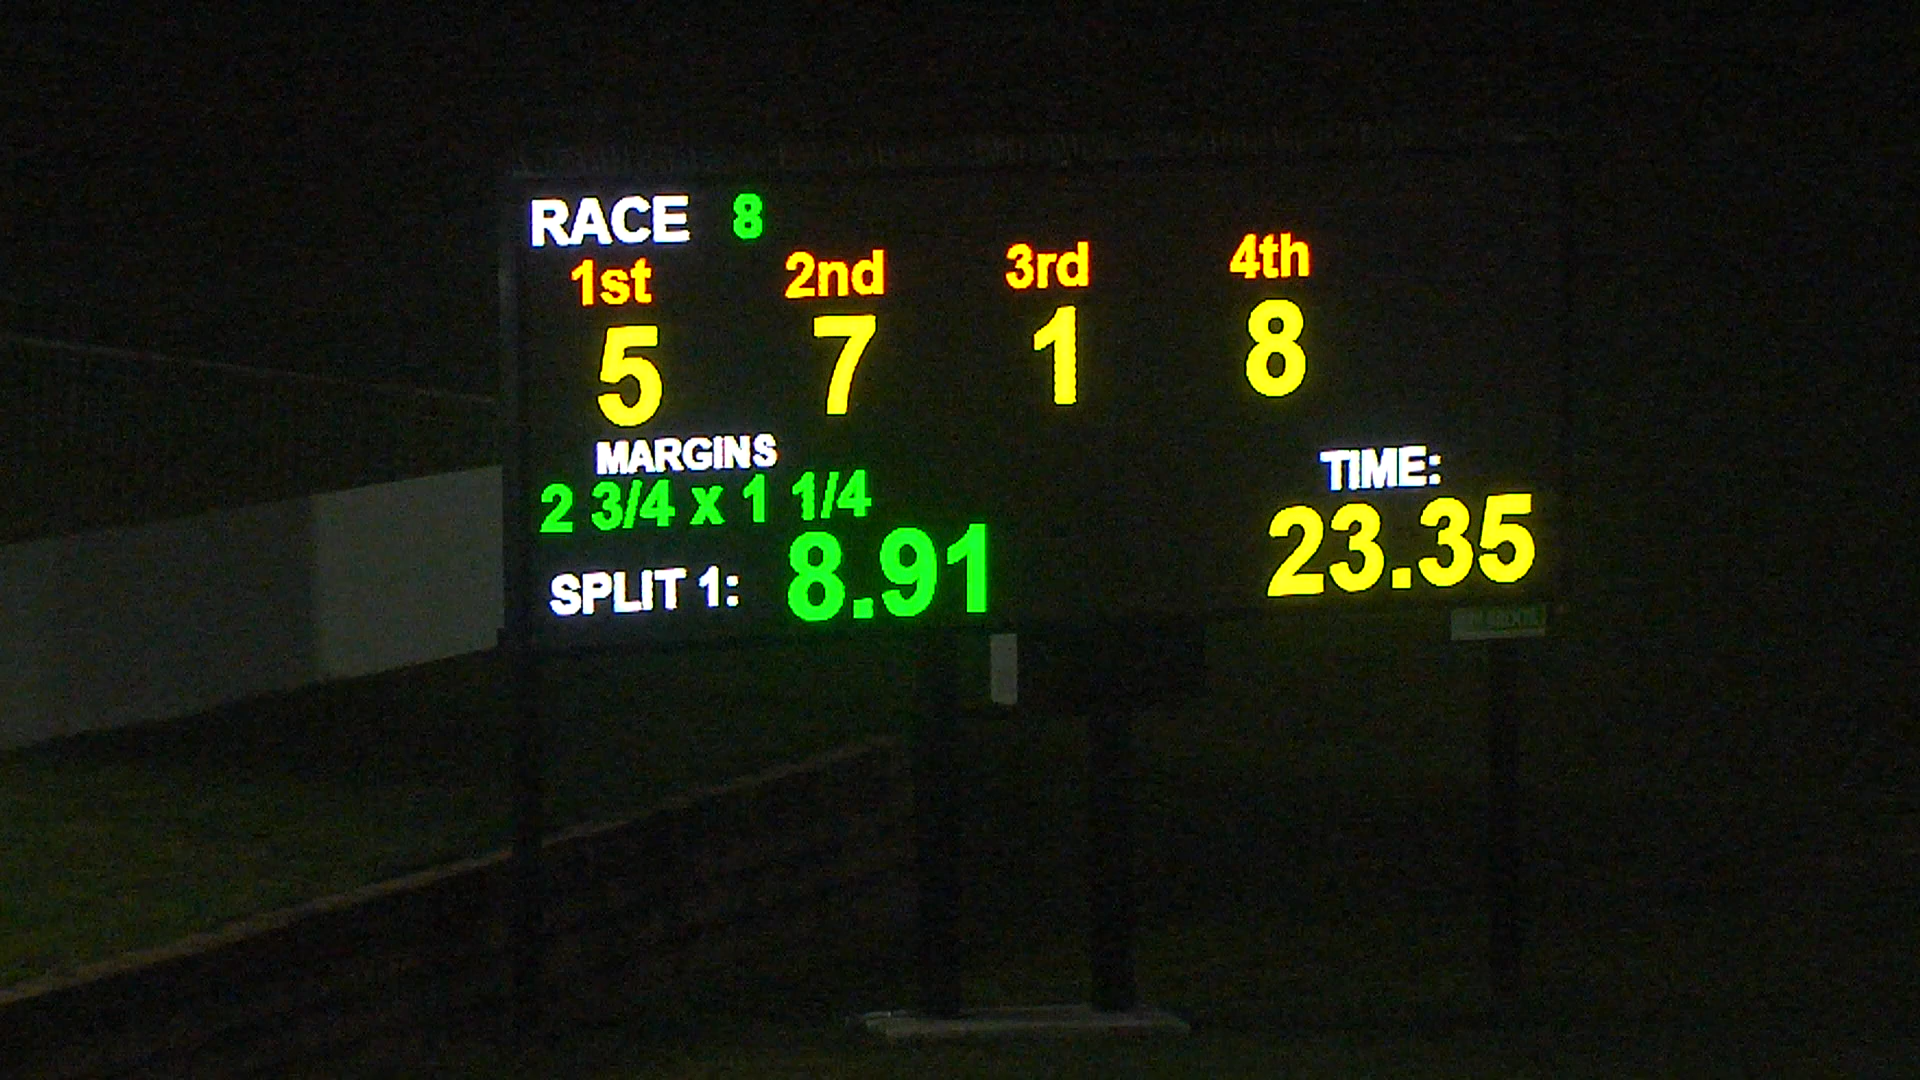 RACE 8
1st 2nd 3rd 4th
5 7 1 8
MARGINS
2 3/4 x 1 1/4
TIME:
23.35
SPLIT 1: 8.91